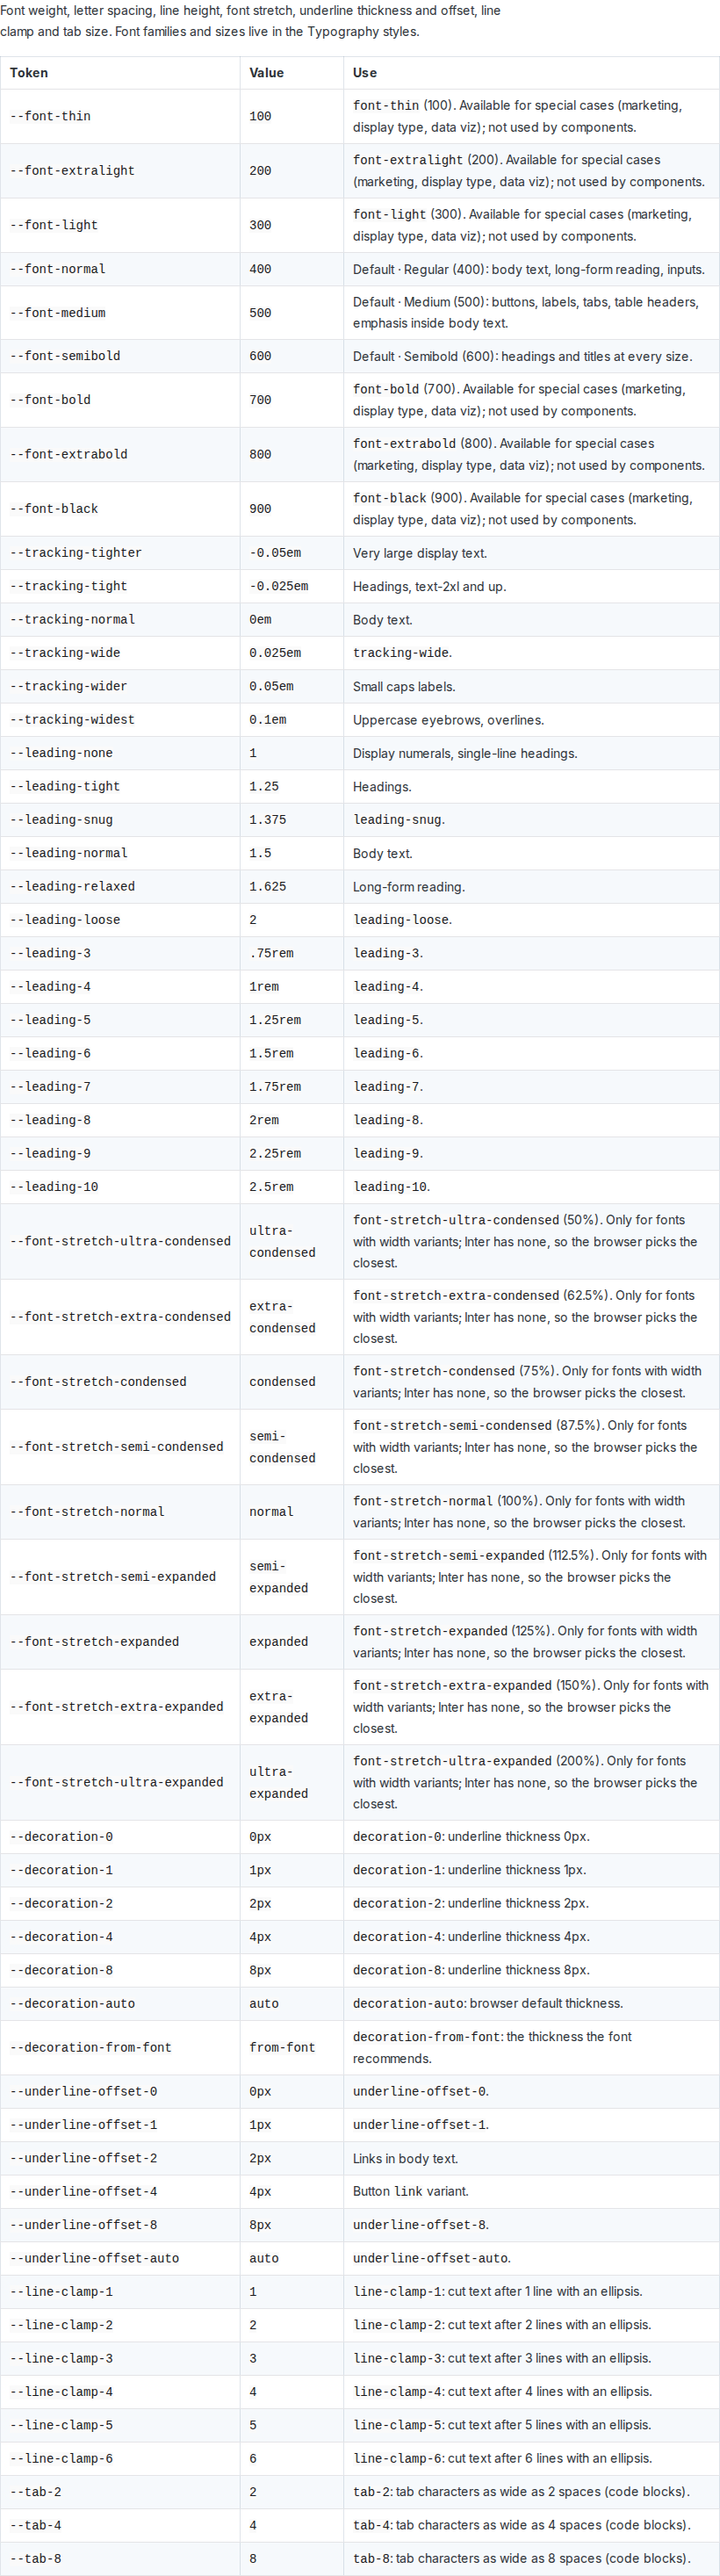 Font weight, letter spacing, line height, font stretch, underline thickness and offset, line
clamp and tab size. Font families and sizes live in the Typography styles.
Token Value Use
--font-thin 100 font-thin (100). Available for special cases (marketing,
display type, data viz); not used by components.
--font-extralight 200 font-extralight (200). Available for special cases
(marketing, display type, data viz); not used by components.
--font-light 300 font-light (300). Available for special cases (marketing,
display type, data viz); not used by components.
--font-normal 400 Default · Regular (400): body text, long-form reading, inputs.
--font-medium 500 Default · Medium (500): buttons, labels, tabs, table headers,
emphasis inside body text.
--font-semibold 600 Default · Semibold (600): headings and titles at every size.
--font-bold 700 font-bold (700). Available for special cases (marketing,
display type, data viz); not used by components.
--font-extrabold 800 font-extrabold (800). Available for special cases
(marketing, display type, data viz); not used by components.
--font-black 900 font-black (900). Available for special cases (marketing,
display type, data viz); not used by components.
--tracking-tighter -0.05em Very large display text.
--tracking-tight -0.025em Headings, text-2xl and up.
--tracking-normal 0em Body text.
--tracking-wide 0.025em tracking-wide.
--tracking-wider 0.05em Small caps labels.
--tracking-widest 0.1em Uppercase eyebrows, overlines.
--leading-none 1 Display numerals, single-line headings.
--leading-tight 1.25 Headings.
--leading-snug 1.375 leading-snug.
--leading-normal 1.5 Body text.
--leading-relaxed 1.625 Long-form reading.
--leading-loose 2 leading-loose.
--leading-3 .75rem leading-3.
--leading-4 1rem leading-4.
--leading-5 1.25rem leading-5.
--leading-6 1.5rem leading-6.
--leading-7 1.75rem leading-7.
--leading-8 2rem leading-8.
--leading-9 2.25rem leading-9.
--leading-10 2.5rem leading-10.
--font-stretch-ultra-condensed ultra-
condensed font-stretch-ultra-condensed (50%). Only for fonts
with width variants; Inter has none, so the browser picks the
closest.
--font-stretch-extra-condensed extra-
condensed font-stretch-extra-condensed (62.5%). Only for fonts
with width variants; Inter has none, so the browser picks the
closest.
--font-stretch-condensed condensed font-stretch-condensed (75%). Only for fonts with width
variants; Inter has none, so the browser picks the closest.
--font-stretch-semi-condensed semi-
condensed font-stretch-semi-condensed (87.5%). Only for fonts
with width variants; Inter has none, so the browser picks the
closest.
--font-stretch-normal normal font-stretch-normal (100%). Only for fonts with width
variants; Inter has none, so the browser picks the closest.
--font-stretch-semi-expanded semi-
expanded font-stretch-semi-expanded (112.5%). Only for fonts with
width variants; Inter has none, so the browser picks the
closest.
--font-stretch-expanded expanded font-stretch-expanded (125%). Only for fonts with width
variants; Inter has none, so the browser picks the closest.
--font-stretch-extra-expanded extra-
expanded font-stretch-extra-expanded (150%). Only for fonts with
width variants; Inter has none, so the browser picks the
closest.
--font-stretch-ultra-expanded ultra-
expanded font-stretch-ultra-expanded (200%). Only for fonts
with width variants; Inter has none, so the browser picks the
closest.
--decoration-0 0px decoration-0: underline thickness 0px.
--decoration-1 1px decoration-1: underline thickness 1px.
--decoration-2 2px decoration-2: underline thickness 2px.
--decoration-4 4px decoration-4: underline thickness 4px.
--decoration-8 8px decoration-8: underline thickness 8px.
--decoration-auto auto decoration-auto: browser default thickness.
--decoration-from-font from-font decoration-from-font: the thickness the font
recommends.
--underline-offset-0 0px underline-offset-0.
--underline-offset-1 1px underline-offset-1.
--underline-offset-2 2px Links in body text.
--underline-offset-4 4px Button link variant.
--underline-offset-8 8px underline-offset-8.
--underline-offset-auto auto underline-offset-auto.
--line-clamp-1 1 line-clamp-1: cut text after 1 line with an ellipsis.
--line-clamp-2 2 line-clamp-2: cut text after 2 lines with an ellipsis.
--line-clamp-3 3 line-clamp-3: cut text after 3 lines with an ellipsis.
--line-clamp-4 4 line-clamp-4: cut text after 4 lines with an ellipsis.
--line-clamp-5 5 line-clamp-5: cut text after 5 lines with an ellipsis.
--line-clamp-6 6 line-clamp-6: cut text after 6 lines with an ellipsis.
--tab-2 2 tab-2: tab characters as wide as 2 spaces (code blocks).
--tab-4 4 tab-4: tab characters as wide as 4 spaces (code blocks).
--tab-8 8 tab-8: tab characters as wide as 8 spaces (code blocks).